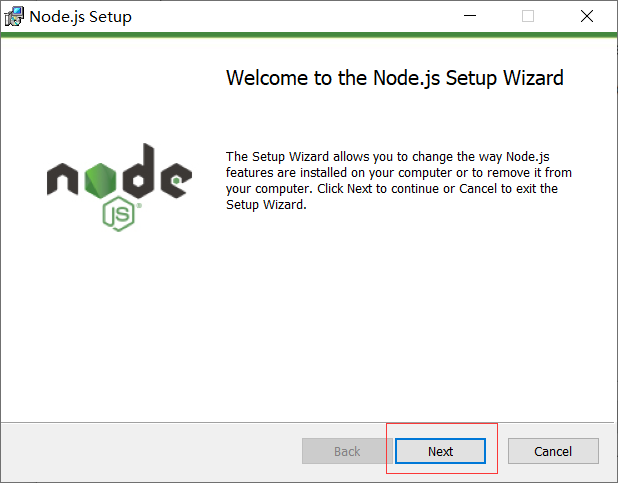 Node.js Setup
Welcome to the Node.js Setup Wizard
node
JS
The Setup Wizard allows you to change the way Node.js
features are installed on your computer or to remove it from
your computer. Click Next to continue or Cancel to exit the
Setup Wizard.
Back
Next
Cancel